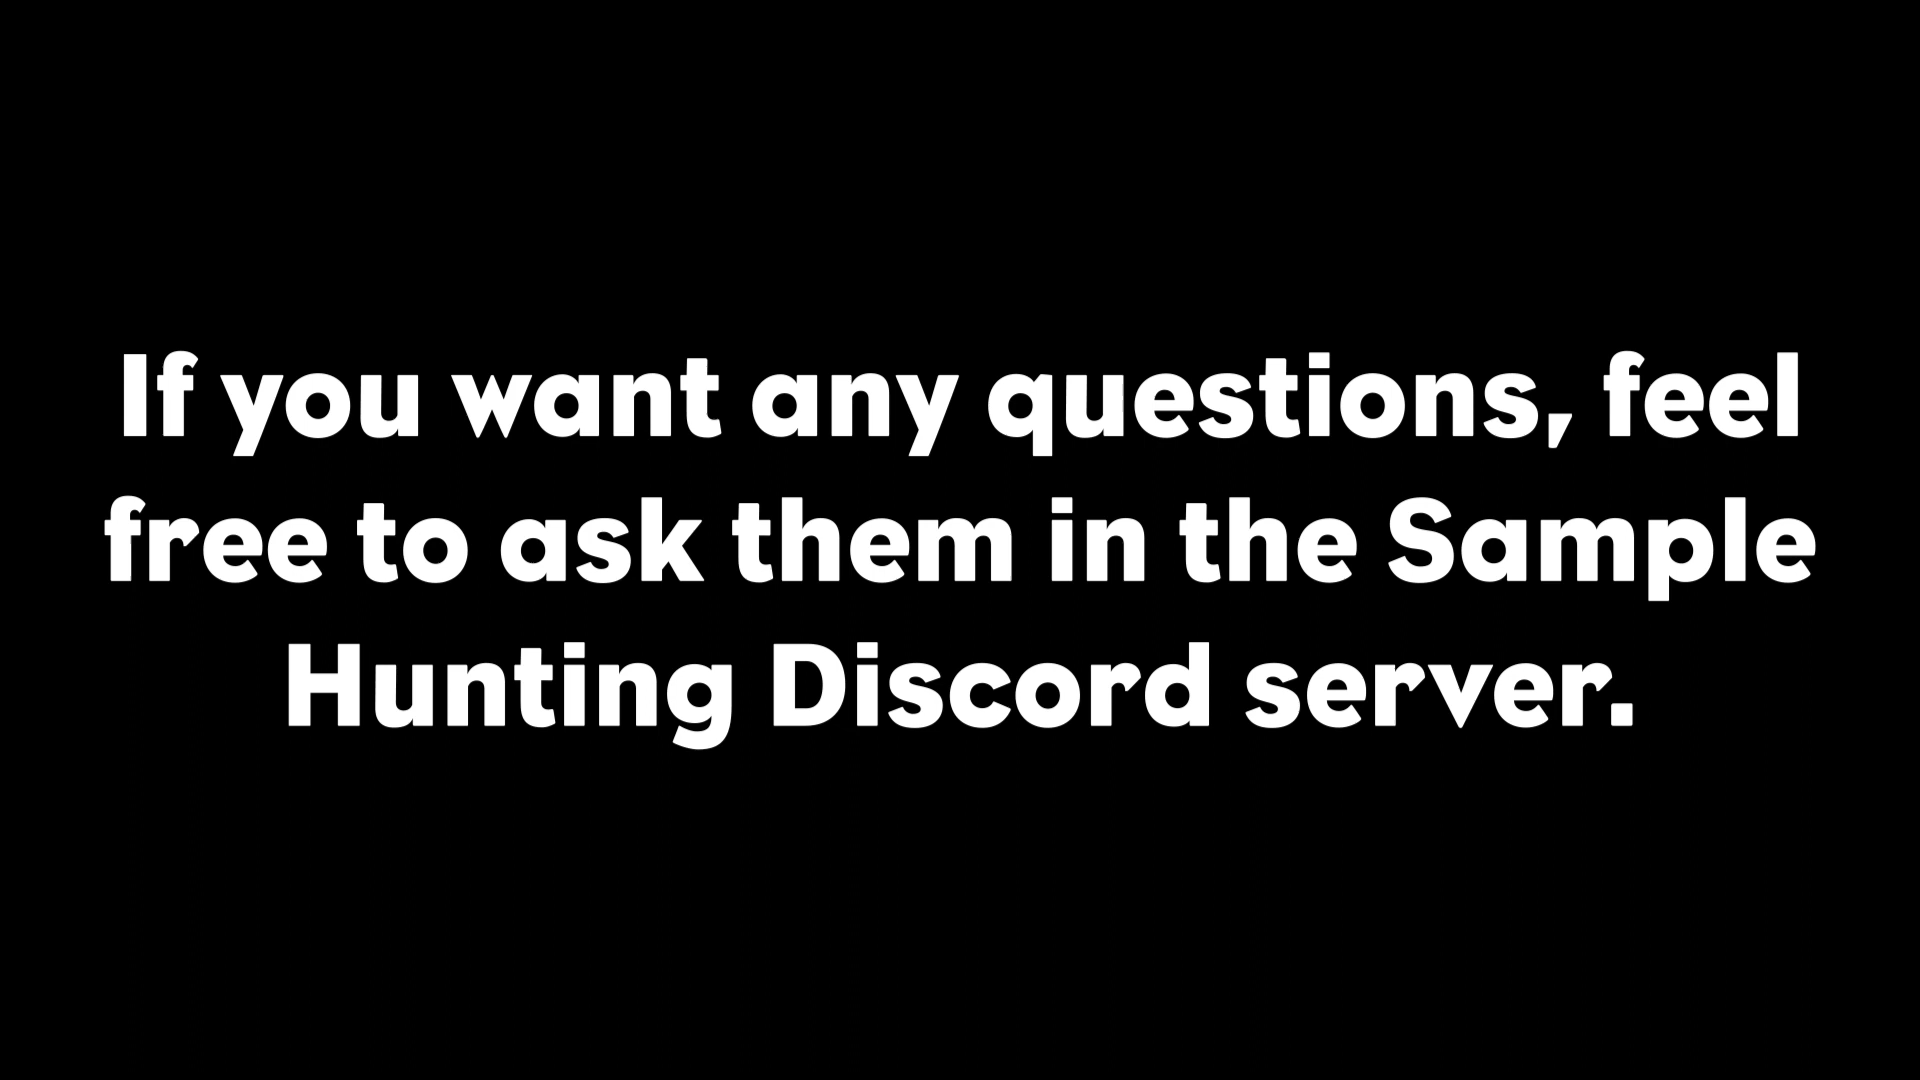 If you want any questions, feel
free to ask them in the Sample
Hunting Discord server.